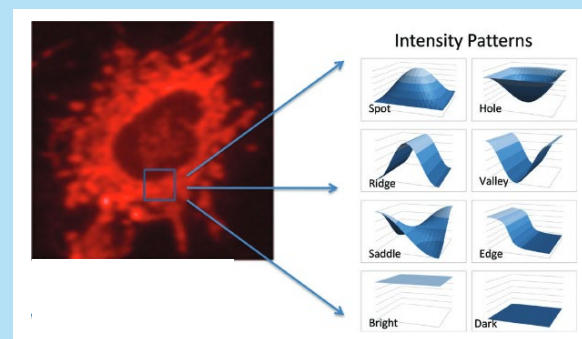 Intensity Patterns
Spot
Hole
Ridge
Valley
Saddle
Edge
Bright
Dark